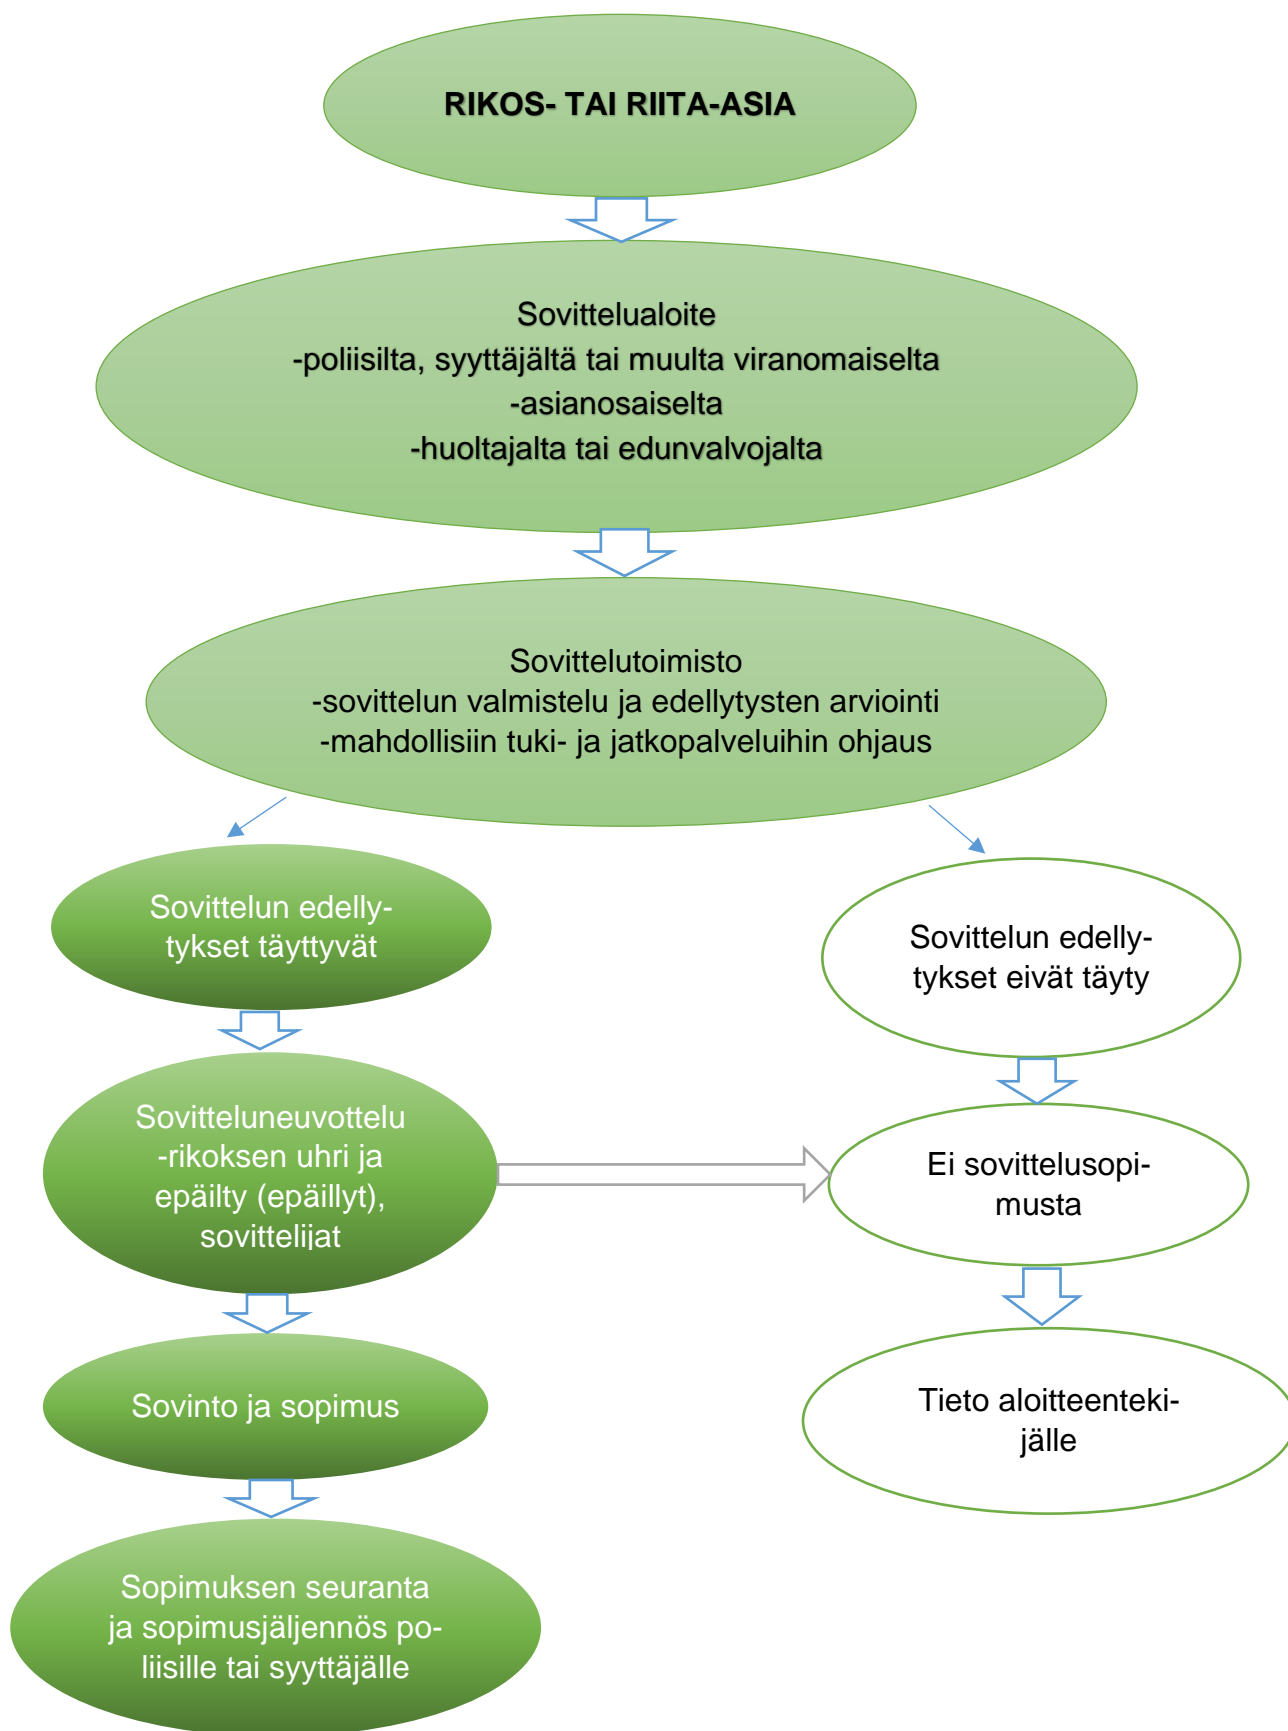 RIKOS- TAI RIITA-ASIA
Sovittelualoite
-poliisilta, syyttäjältä tai muulta viranomaiselta
-asianosaiselta
-huoltajalta tai edunvalvojalta
Sovittelutoimisto
-sovittelun valmistelu ja edellytysten arviointi
-mahdollisiin tuki- ja jatkopalveluihin ohjaus
Sovittelun edelly-
tykset täyttyvät
Sovittelun edelly-
tykset eivät täyty
Sovitteluneuvottelu
-rikoksen uhri ja
epäilty (epäillyt),
sovittelijat
Ei sovittelusopi-
musta
Sovinto ja sopimus
Tieto aloitteenteki-
jälle
Sopimuksen seuranta
ja sopimusjäljennös po-
liisille tai syyttäjälle